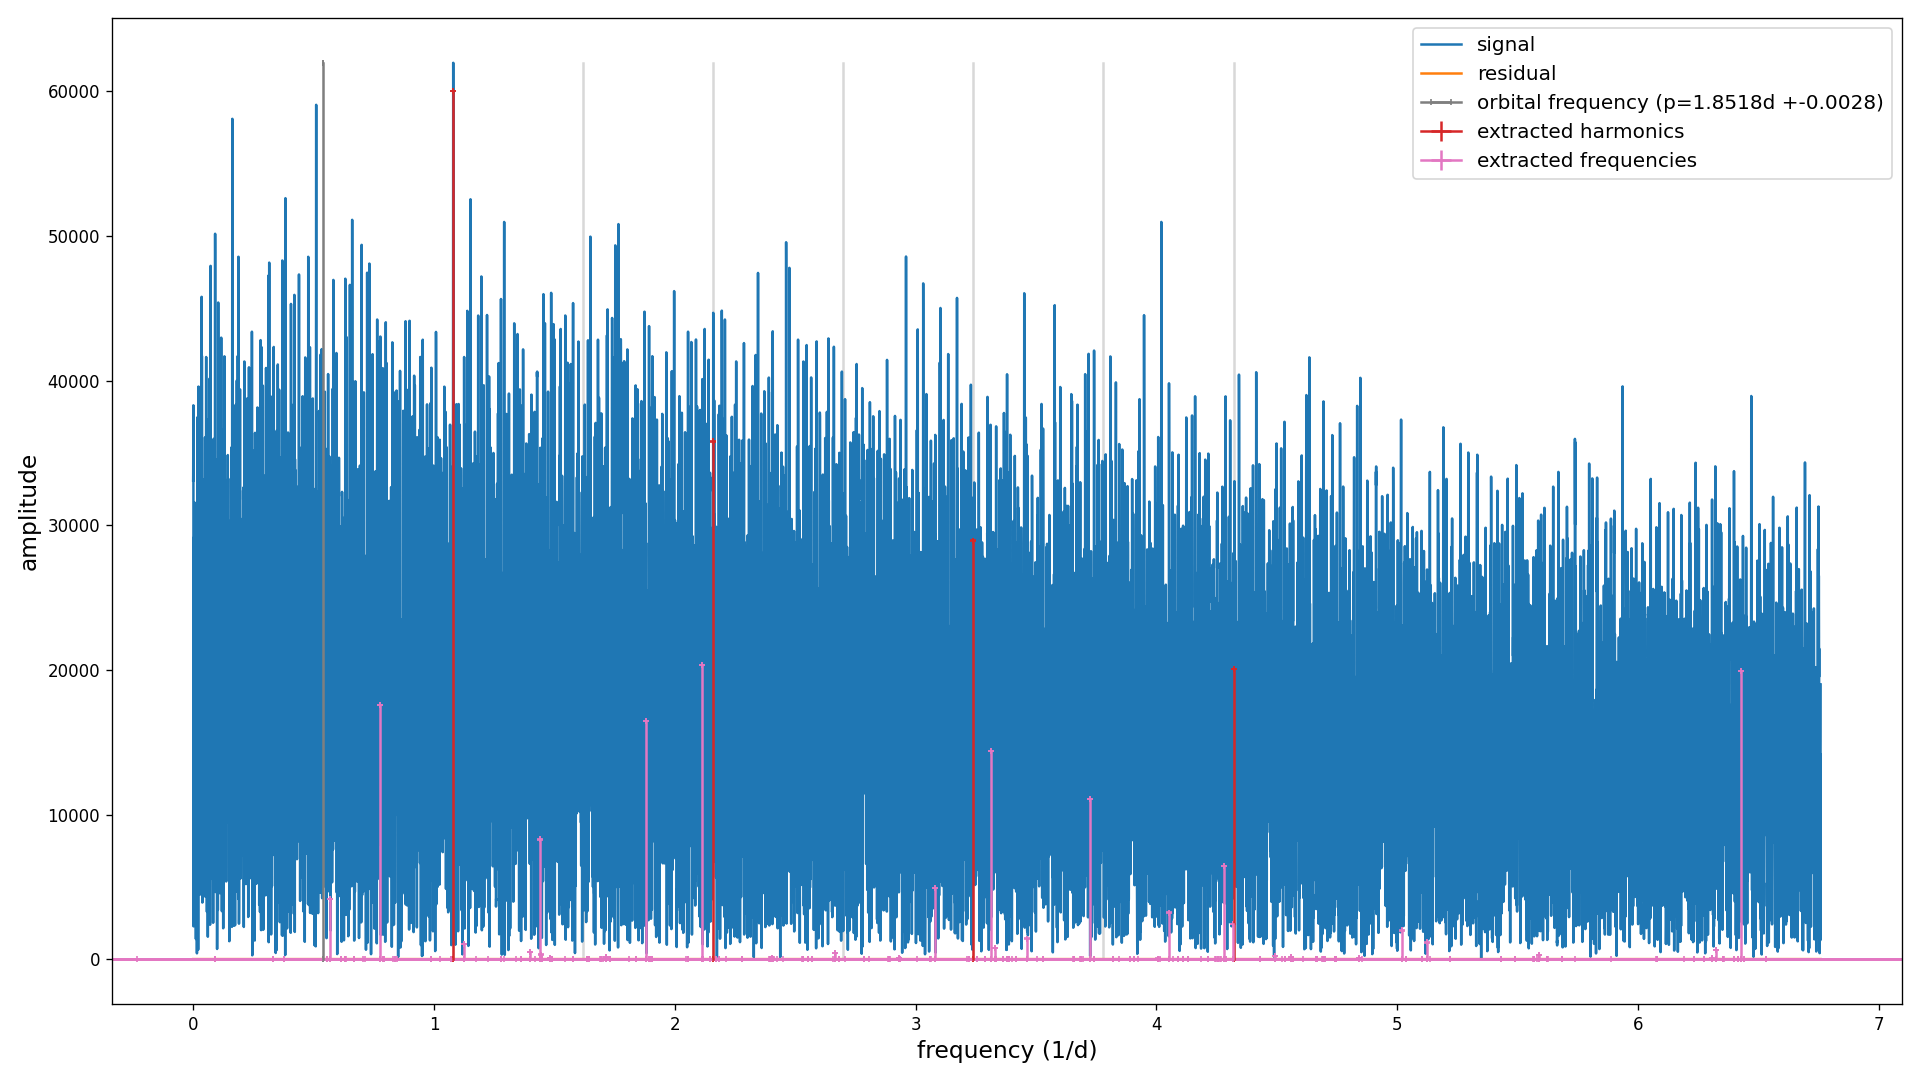 signal
residual
orbital frequency (p=1.8518d +-0.0028)
extracted harmonics
extracted frequencies
60000
50000
40000
30000
20000
10000
0
amplitude
0 1 2 3 4 5 6 7
frequency (1/d)